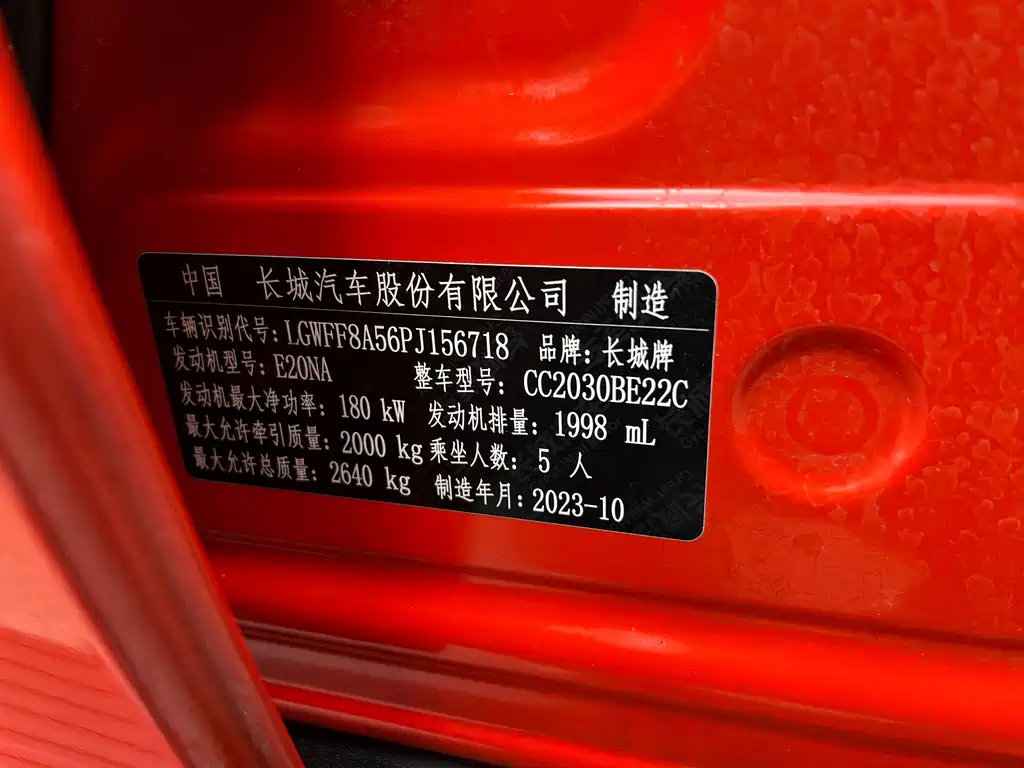 中国 长城汽车股份有限公司 制造
车辆识别代号：LGWFF8A56PJ156718 品牌：长城牌
发动机型号：E20NA 整车型号：CC2030BE22C
发动机最大净功率：180 kW 发动机排量：1998 mL
最大允许牵引质量：2000 kg 乘坐人数：5 人
最大允许总质量：2640 kg 制造年月：2023-10